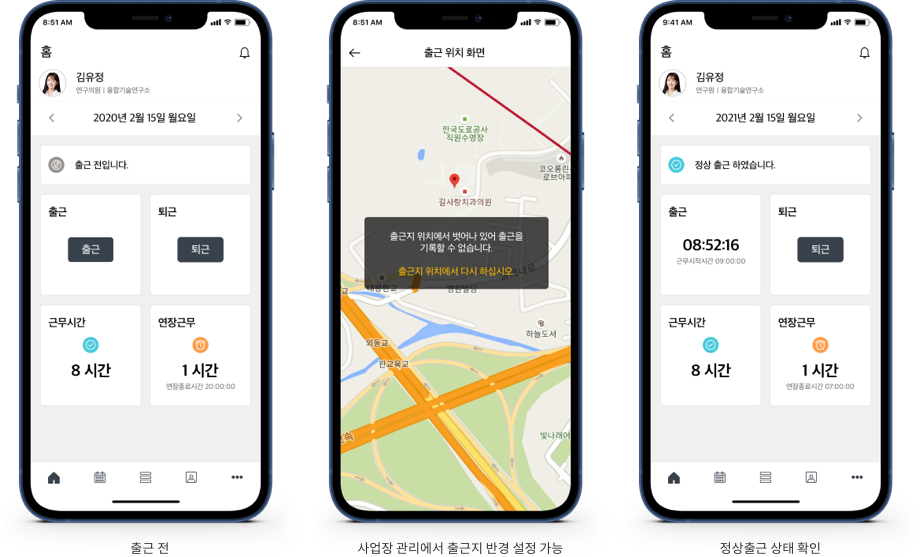 8:51 AM
홈
김유정
연구의원 | 융합기술연구소
2020년 2월 15일 월요일
출근 전입니다.
출근
퇴근
출근
퇴근
근무시간
연장근무
8 시간
1 시간
연장종료시간 20:00:00
출근 전
8:51 AM
출근 위치 화면
한국도로공사
직원수영장
코오롱린
로브아파
길사랑치과의원
출근지 위치에서 벗어나 있어 출근을
기록할 수 없습니다.
출근지 위치에서 다시 하십시오.
내로
교
대왕판교
영원빌딩
하늘도서
외동교
판교육교
빛나래어
속
사업장 관리에서 출근지 반경 설정 가능
9:41 AM
홈
김유정
연구원 | 융합기술연구소
2021년 2월 15일 월요일
정상 출근 하였습니다.
출근
퇴근
08:52:16
근무시작시간 09:00:00
퇴근
근무시간
연장근무
8 시간
1 시간
연장종료시간 07:00:00
정상출근 상태 확인